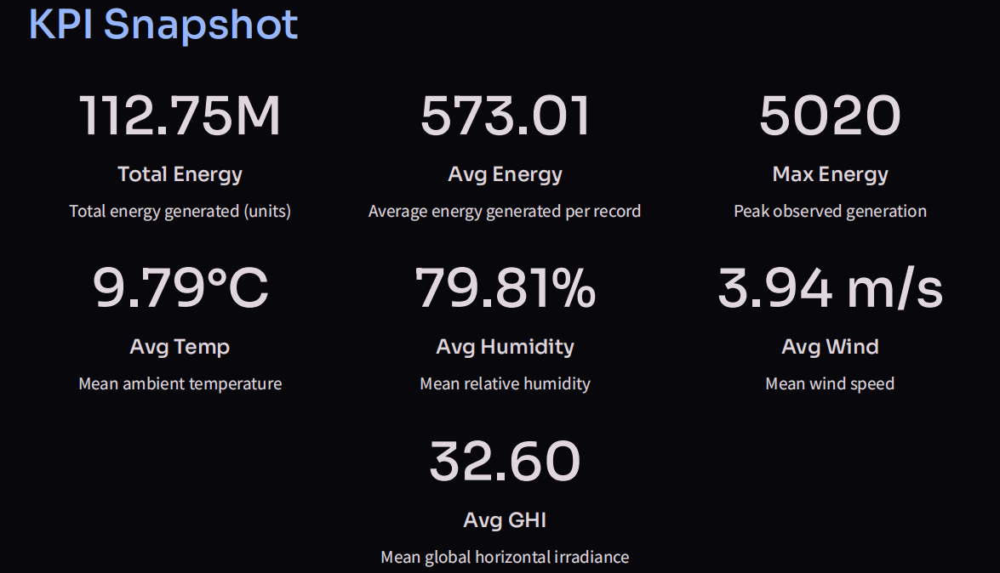 KPI Snapshot
112.75M
573.01
5020
Total Energy
Avg Energy
Max Energy
Total energy generated (units)
Average energy generated per record
Peak observed generation
9.79°C
79.81%
3.94 m/s
Avg Temp
Avg Humidity
Avg Wind
Mean ambient temperature
Mean relative humidity
Mean wind speed
32.60
Avg GHI
Mean global horizontal irradiance